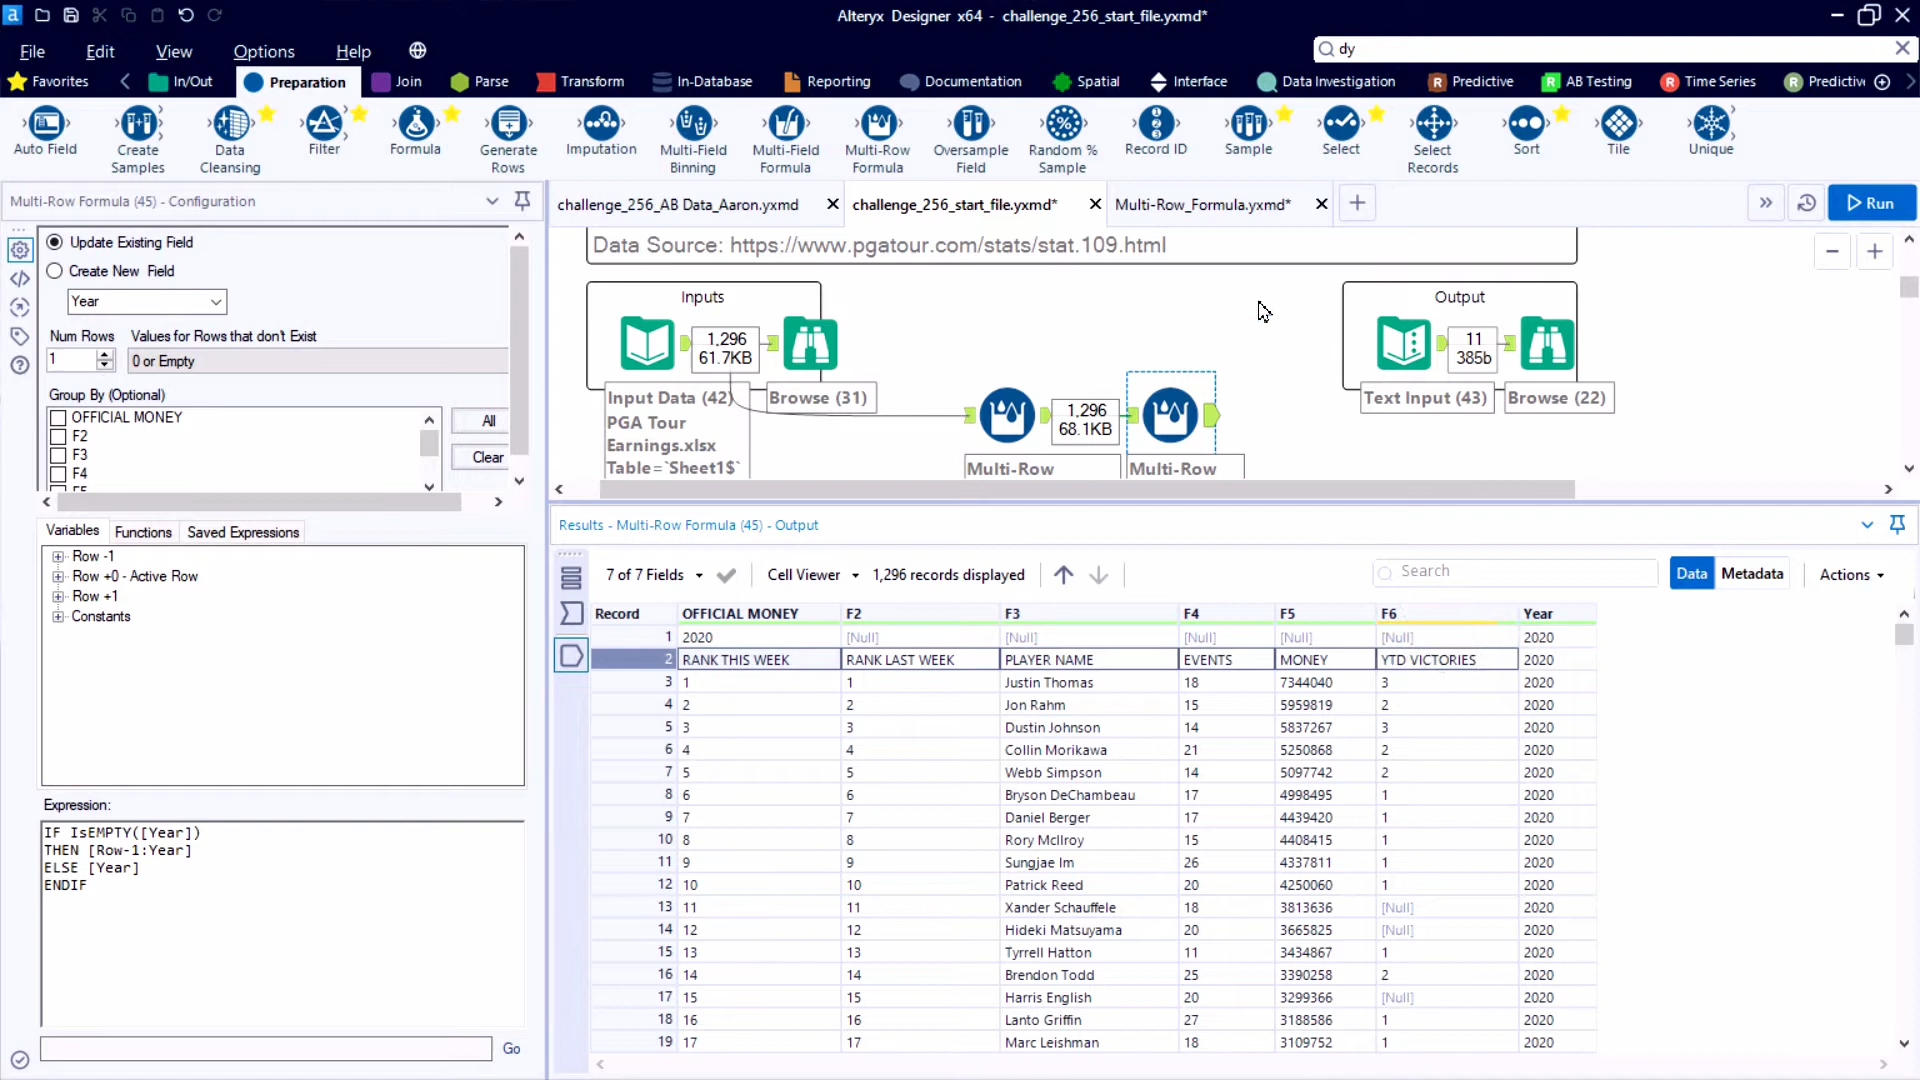 Alteryx Designer x64 - challenge_256_start_file.yxmd*
File Edit View Options Help
dy
Favorites In/Out Preparation Join Parse Transform In-Database Reporting Documentation Spatial Interface Data Investigation Predictive AB Testing Time Series Predictiv
Auto Field Create Samples Data Cleansing Filter Formula Generate Rows Imputation Multi-Field Binning Multi-Field Formula Multi-Row Formula Oversample Field Random % Sample Record ID Sample Select Select Records Sort Tile Unique
Multi-Row Formula (45) - Configuration
challenge_256_AB Data_Aaron.yxmd challenge_256_start_file.yxmd* Multi-Row_Formula.yxmd* Run
Update Existing Field
Create New Field
Year
Num Rows Values for Rows that don't Exist
1 0 or Empty
Group By (Optional)
OFFICIAL MONEY
F2
F3
F4
All
Clear
Variables Functions Saved Expressions
Row -1
Row +0 - Active Row
Row +1
Constants
Expression:
IF IsEMPTY([Year])
THEN [Row-1:Year]
ELSE [Year]
ENDIF
Go
Data Source: https://www.pgatour.com/stats/stat.109.html
Inputs
1,296
61.7KB
Input Data (42)
PGA Tour
Earnings.xlsx
Table=`Sheet1$`
Browse (31)
1,296
68.1KB
Multi-Row
Multi-Row
Output
11
385b
Text Input (43)
Browse (22)
Results - Multi-Row Formula (45) - Output
7 of 7 Fields Cell Viewer 1,296 records displayed Search Data Metadata Actions
Record OFFICIAL MONEY F2 F3 F4 F5 F6 Year
1 2020 [Null] [Null] [Null] [Null] [Null] 2020
2 RANK THIS WEEK RANK LAST WEEK PLAYER NAME EVENTS MONEY YTD VICTORIES 2020
3 1 1 Justin Thomas 18 7344040 3 2020
4 2 2 Jon Rahm 15 5959819 2 2020
5 3 3 Dustin Johnson 14 5837267 3 2020
6 4 4 Collin Morikawa 21 5250868 2 2020
7 5 5 Webb Simpson 14 5097742 2 2020
8 6 6 Bryson DeChambeau 17 4998495 1 2020
9 7 7 Daniel Berger 17 4439420 1 2020
10 8 8 Rory McIlroy 15 4408415 1 2020
11 9 9 Sungjae Im 26 4337811 1 2020
12 10 10 Patrick Reed 20 4250060 1 2020
13 11 11 Xander Schauffele 18 3813636 [Null] 2020
14 12 12 Hideki Matsuyama 20 3665825 [Null] 2020
15 13 13 Tyrrell Hatton 11 3434867 1 2020
16 14 14 Brendon Todd 25 3390258 2 2020
17 15 15 Harris English 20 3299366 [Null] 2020
18 16 16 Lanto Griffin 27 3188586 1 2020
19 17 17 Marc Leishman 18 3109752 1 2020